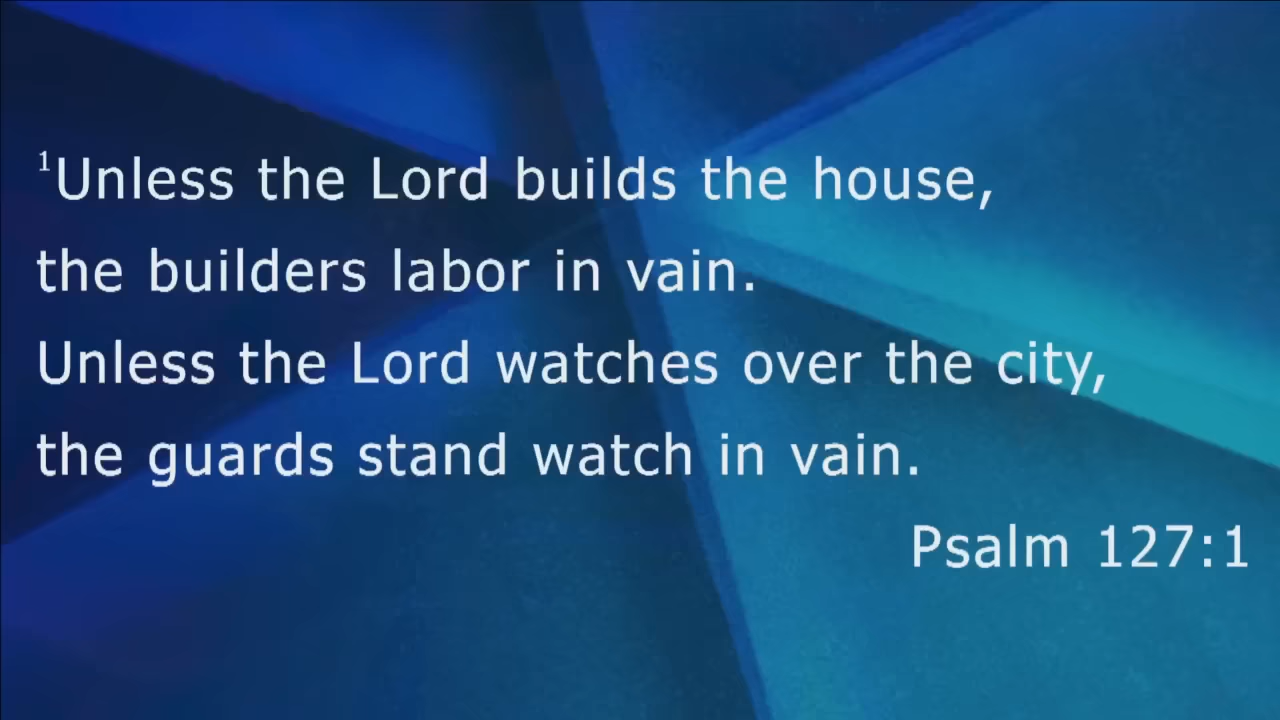 ¹Unless the Lord builds the house,
the builders labor in vain.
Unless the Lord watches over the city,
the guards stand watch in vain.
Psalm 127:1